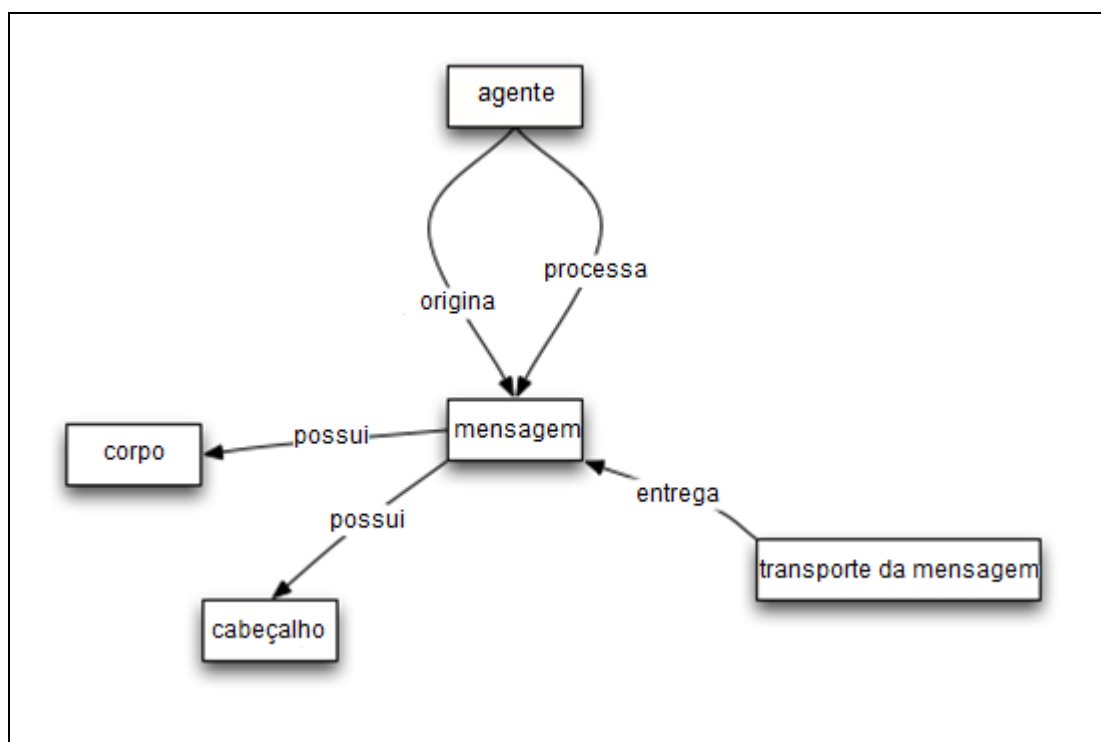 agente
processa
origina
mensagem
possui
corpo
entrega
possui
transporte da mensagem
cabeçalho